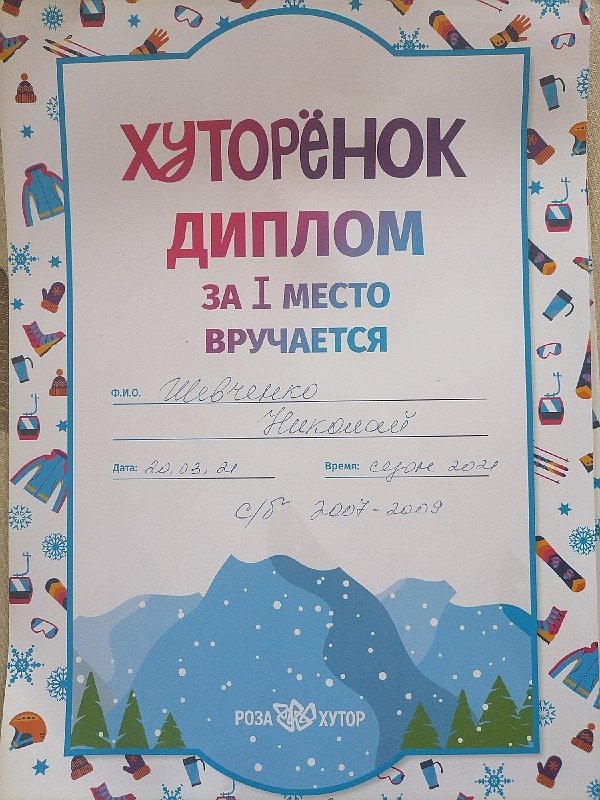 ХУТОРЁНОК
ДИПЛОМ
ЗА I МЕСТО
ВРУЧАЕТСЯ
Ф.И.О. Шевченко
Николай
Дата: 20.03.21 Время: сезон 2021
с/б 2007-2009
РОЗА ХУТОР